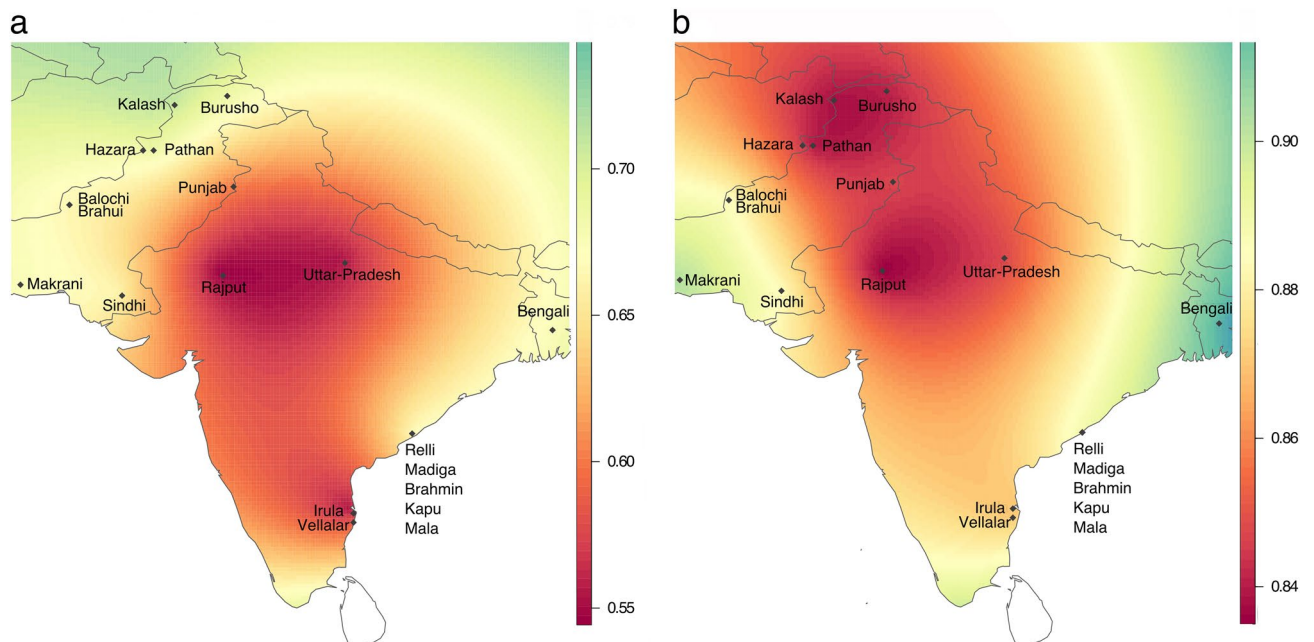 a
Kalash
Burusho
Hazara
Pathan
Punjab
Balochi
Brahui
Makrani
Sindhi
Rajput
Uttar-Pradesh
Bengali
Relli
Madiga
Brahmin
Kapu
Mala
Irula
Vellalar
0.70
0.65
0.60
0.55
b
Kalash
Burusho
Hazara
Pathan
Punjab
Balochi
Brahui
Makrani
Sindhi
Rajput
Uttar-Pradesh
Bengali
Relli
Madiga
Brahmin
Kapu
Mala
Irula
Vellalar
0.90
0.88
0.86
0.84